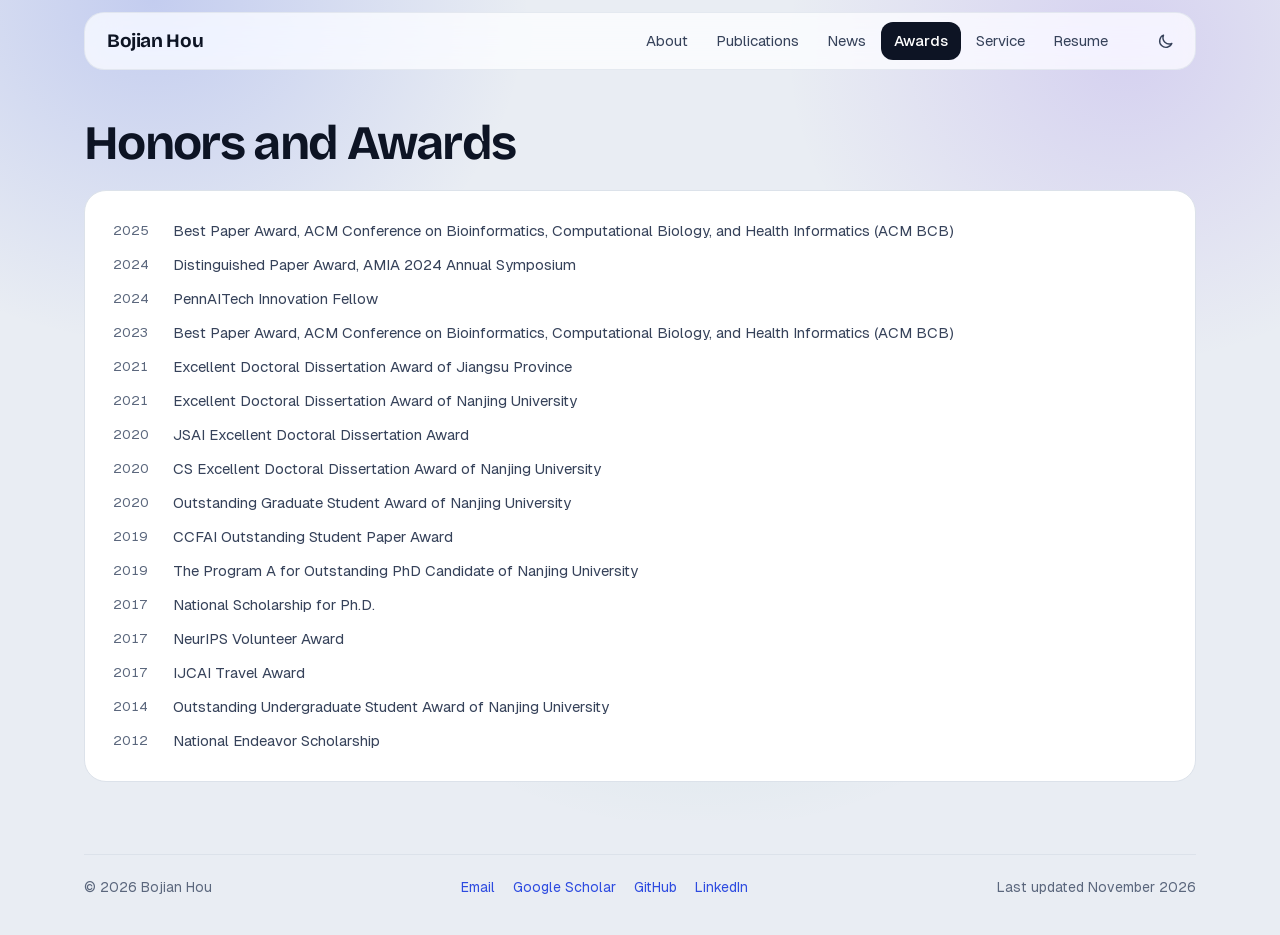 Bojian Hou
About Publications News Awards Service Resume
Honors and Awards
2025 Best Paper Award, ACM Conference on Bioinformatics, Computational Biology, and Health Informatics (ACM BCB)
2024 Distinguished Paper Award, AMIA 2024 Annual Symposium
2024 PennAITech Innovation Fellow
2023 Best Paper Award, ACM Conference on Bioinformatics, Computational Biology, and Health Informatics (ACM BCB)
2021 Excellent Doctoral Dissertation Award of Jiangsu Province
2021 Excellent Doctoral Dissertation Award of Nanjing University
2020 JSAI Excellent Doctoral Dissertation Award
2020 CS Excellent Doctoral Dissertation Award of Nanjing University
2020 Outstanding Graduate Student Award of Nanjing University
2019 CCFAI Outstanding Student Paper Award
2019 The Program A for Outstanding PhD Candidate of Nanjing University
2017 National Scholarship for Ph.D.
2017 NeurIPS Volunteer Award
2017 IJCAI Travel Award
2014 Outstanding Undergraduate Student Award of Nanjing University
2012 National Endeavor Scholarship
© 2026 Bojian Hou
Email Google Scholar GitHub LinkedIn
Last updated November 2026